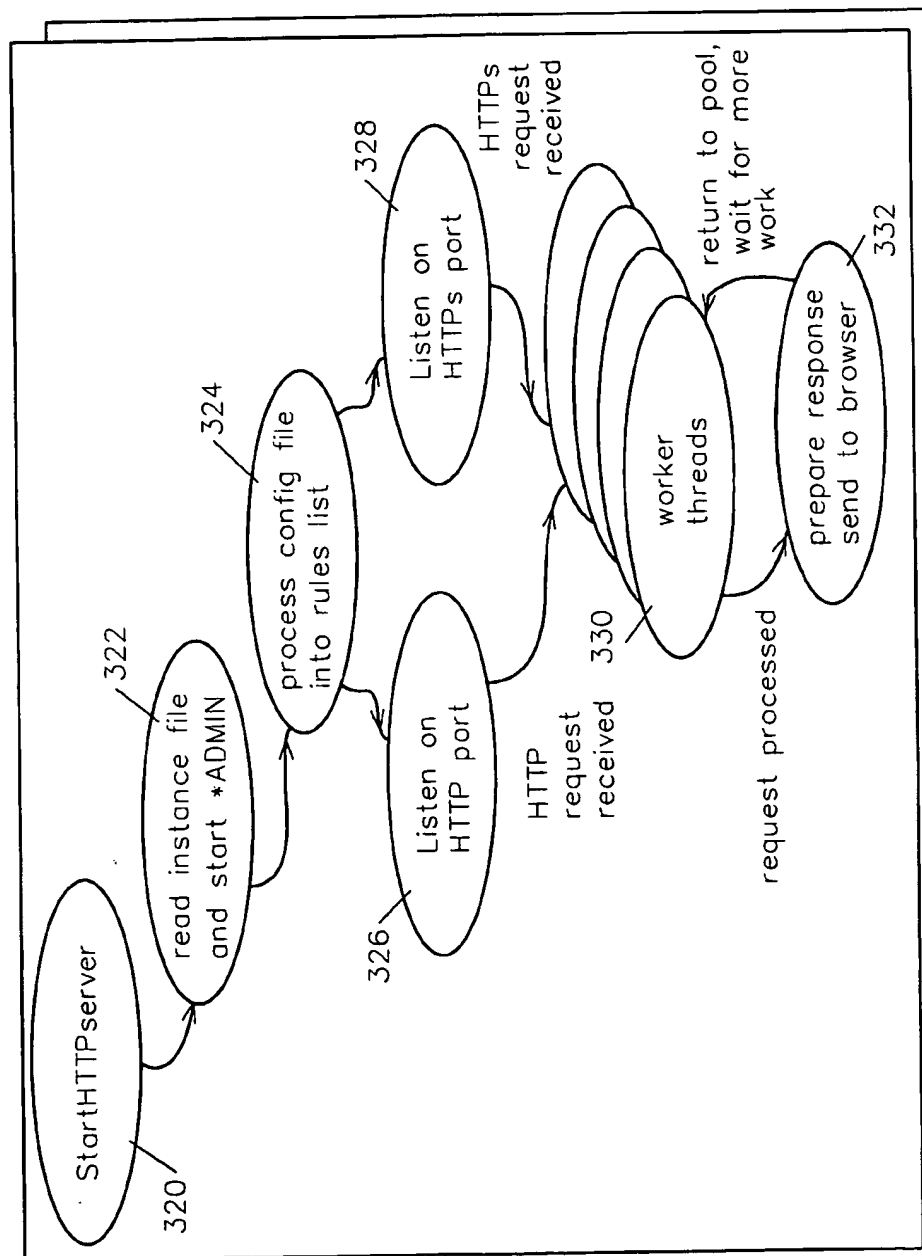 StartHTTPserver
320
read instance file
and start *ADMIN
322
process config file
into rules list
324
Listen on
HTTP port
326
Listen on
HTTPs port
328
HTTP
request
received
HTTPs
request
received
worker
threads
330
request processed
return to pool,
wait for more
work
prepare response
send to browser
332